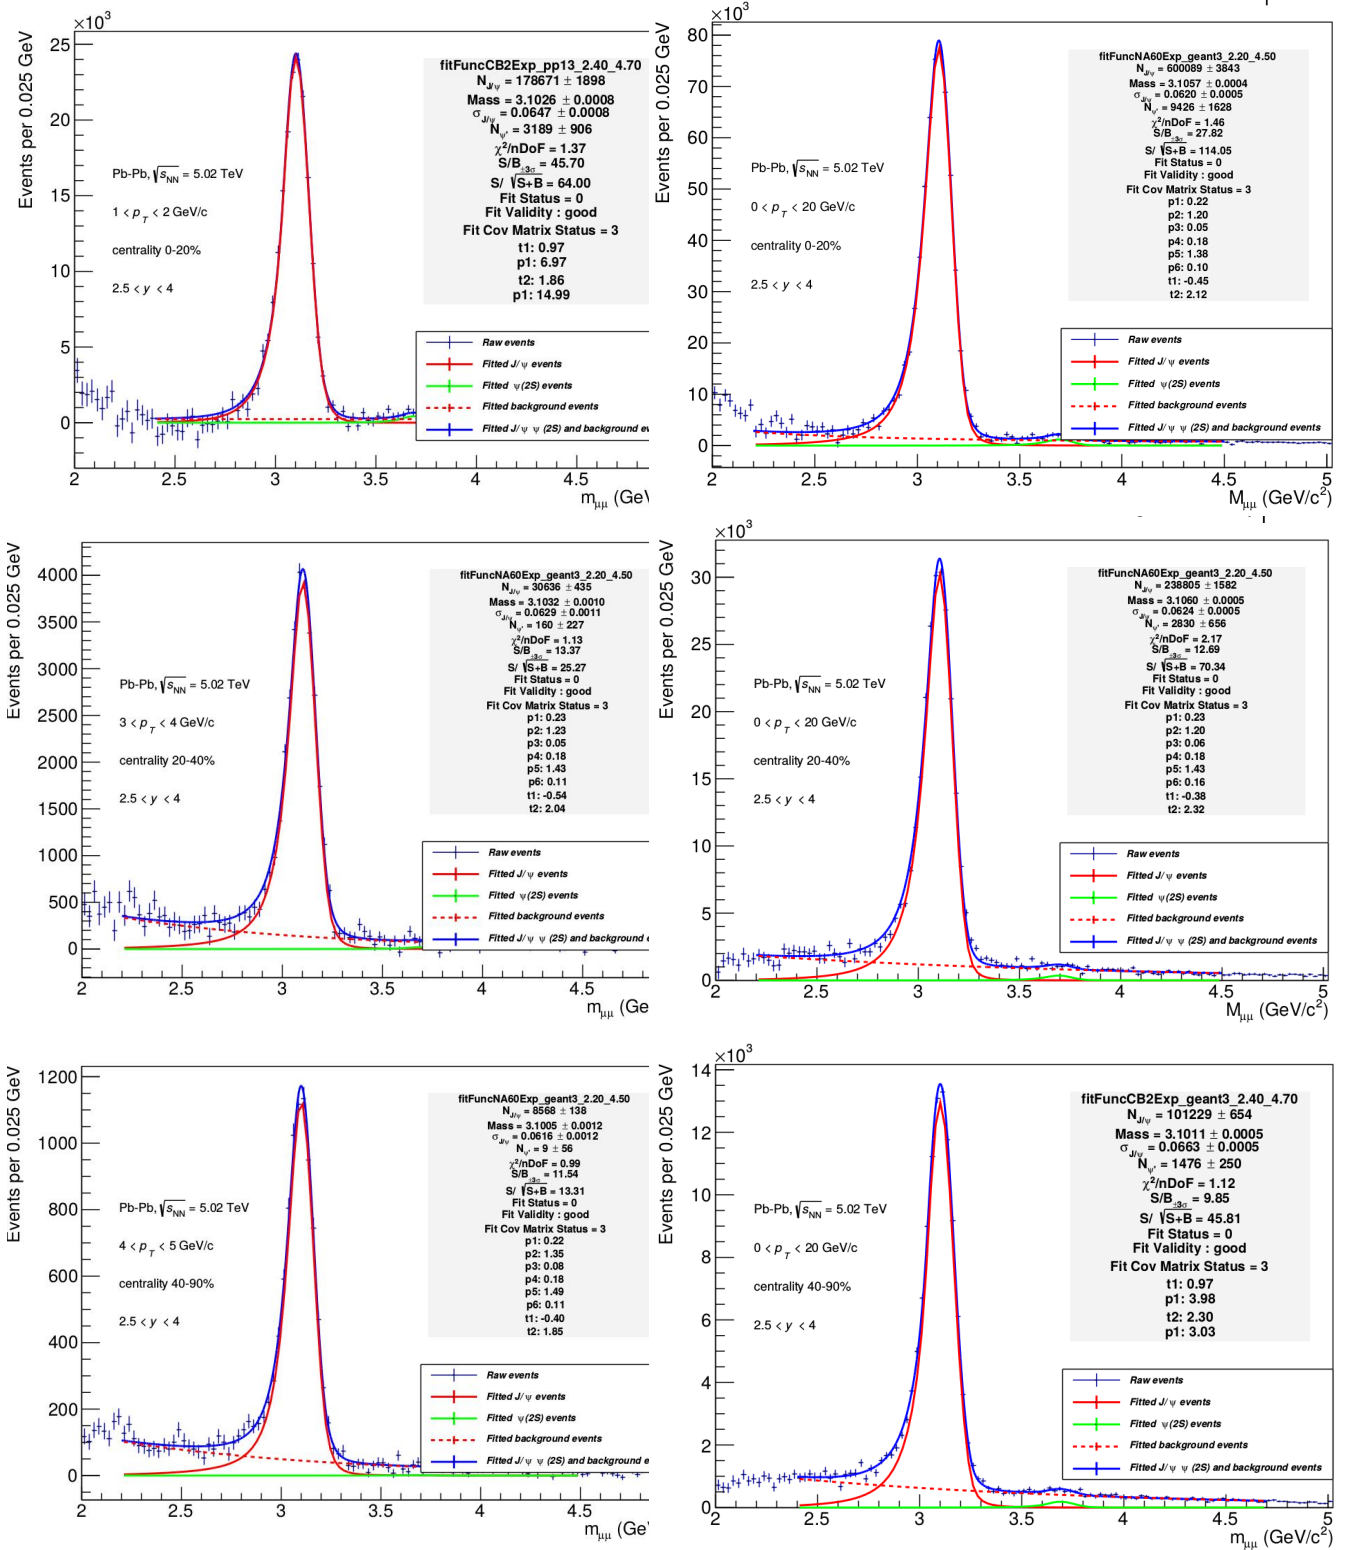 ×10³
Events per 0.025 GeV
25
20
15
10
5
0
2
2.5
3
3.5
4
4.5
m_μμ (GeV
Pb-Pb, √s_NN = 5.02 TeV
1 < p_T < 2 GeV/c
centrality 0-20%
2.5 < y < 4
fitFuncCB2Exp_pp13_2.40_4.70
N_J/ψ = 178671 ± 1898
Mass = 3.1026 ± 0.0008
σ_J/ψ = 0.0647 ± 0.0008
N_ψ' = 3189 ± 906
χ²/nDoF = 1.37
S/B_±3σ = 45.70
S/ √S+B = 64.00
Fit Status = 0
Fit Validity : good
Fit Cov Matrix Status = 3
t1: 0.97
p1: 6.97
t2: 1.86
p1: 14.99
Raw events
Fitted J/ψ events
Fitted ψ(2S) events
Fitted background events
Fitted J/ψ ψ (2S) and background e
×10³
Events per 0.025 GeV
80
70
60
50
40
30
20
10
0
2
2.5
3
3.5
4
4.5
5
M_μμ (GeV/c²)
Pb-Pb, √s_NN = 5.02 TeV
0 < p_T < 20 GeV/c
centrality 0-20%
2.5 < y < 4
fitFuncNA60Exp_geant3_2.20_4.50
N_J/ψ = 600089 ± 3843
Mass = 3.1057 ± 0.0004
σ_J/ψ = 0.0620 ± 0.0005
N_ψ' = 9426 ± 1628
χ²/nDoF = 1.46
S/B_±3σ = 27.82
S/ √S+B = 114.05
Fit Status = 0
Fit Validity : good
Fit Cov Matrix Status = 3
p1: 0.22
p2: 1.20
p3: 0.05
p4: 0.18
p5: 1.38
p6: 0.10
t1: -0.45
t2: 2.12
Raw events
Fitted J/ψ events
Fitted ψ(2S) events
Fitted background events
Fitted J/ψ ψ (2S) and background events
Events per 0.025 GeV
4000
3500
3000
2500
2000
1500
1000
500
0
2
2.5
3
3.5
4
4.5
m_μμ (Ge
Pb-Pb, √s_NN = 5.02 TeV
3 < p_T < 4 GeV/c
centrality 20-40%
2.5 < y < 4
fitFuncNA60Exp_geant3_2.20_4.50
N_J/ψ = 30636 ± 435
Mass = 3.1032 ± 0.0010
σ_J/ψ = 0.0629 ± 0.0011
N_ψ' = 160 ± 227
χ²/nDoF = 1.13
S/B_±3σ = 13.37
S/ √S+B = 25.27
Fit Status = 0
Fit Validity : good
Fit Cov Matrix Status = 3
p1: 0.23
p2: 1.23
p3: 0.05
p4: 0.18
p5: 1.43
p6: 0.11
t1: -0.54
t2: 2.04
Raw events
Fitted J/ψ events
Fitted ψ(2S) events
Fitted background events
Fitted J/ψ ψ (2S) and background e
×10³
Events per 0.025 GeV
30
25
20
15
10
5
0
2
2.5
3
3.5
4
4.5
5
M_μμ (GeV/c²)
Pb-Pb, √s_NN = 5.02 TeV
0 < p_T < 20 GeV/c
centrality 20-40%
2.5 < y < 4
fitFuncNA60Exp_geant3_2.20_4.50
N_J/ψ = 238805 ± 1582
Mass = 3.1060 ± 0.0005
σ_J/ψ = 0.0624 ± 0.0005
N_ψ' = 2830 ± 656
χ²/nDoF = 2.17
S/B_±3σ = 12.69
S/ √S+B = 70.34
Fit Status = 0
Fit Validity : good
Fit Cov Matrix Status = 3
p1: 0.23
p2: 1.20
p3: 0.06
p4: 0.18
p5: 1.43
p6: 0.16
t1: -0.38
t2: 2.32
Raw events
Fitted J/ψ events
Fitted ψ(2S) events
Fitted background events
Fitted J/ψ ψ (2S) and background events
Events per 0.025 GeV
1200
1000
800
600
400
200
0
2
2.5
3
3.5
4
4.5
m_μμ (Ge
Pb-Pb, √s_NN = 5.02 TeV
4 < p_T < 5 GeV/c
centrality 40-90%
2.5 < y < 4
fitFuncNA60Exp_geant3_2.20_4.50
N_J/ψ = 8568 ± 138
Mass = 3.1005 ± 0.0012
σ_J/ψ = 0.0616 ± 0.0012
N_ψ' = 9 ± 56
χ²/nDoF = 0.99
S/B_±3σ = 11.54
S/ √S+B = 13.31
Fit Status = 0
Fit Validity : good
Fit Cov Matrix Status = 3
p1: 0.22
p2: 1.35
p3: 0.08
p4: 0.18
p5: 1.49
p6: 0.11
t1: -0.40
t2: 1.85
Raw events
Fitted J/ψ events
Fitted ψ(2S) events
Fitted background events
Fitted J/ψ ψ (2S) and background e
×10³
Events per 0.025 GeV
14
12
10
8
6
4
2
0
2
2.5
3
3.5
4
4.5
5
m_μμ (GeV/c²)
Pb-Pb, √s_NN = 5.02 TeV
0 < p_T < 20 GeV/c
centrality 40-90%
2.5 < y < 4
fitFuncCB2Exp_geant3_2.40_4.70
N_J/ψ = 101229 ± 654
Mass = 3.1011 ± 0.0005
σ_J/ψ = 0.0663 ± 0.0005
N_ψ' = 1476 ± 250
χ²/nDoF = 1.12
S/B_±3σ = 9.85
S/ √S+B = 45.81
Fit Status = 0
Fit Validity : good
Fit Cov Matrix Status = 3
t1: 0.97
p1: 3.98
t2: 2.30
p1: 3.03
Raw events
Fitted J/ψ events
Fitted ψ(2S) events
Fitted background events
Fitted J/ψ ψ (2S) and background events